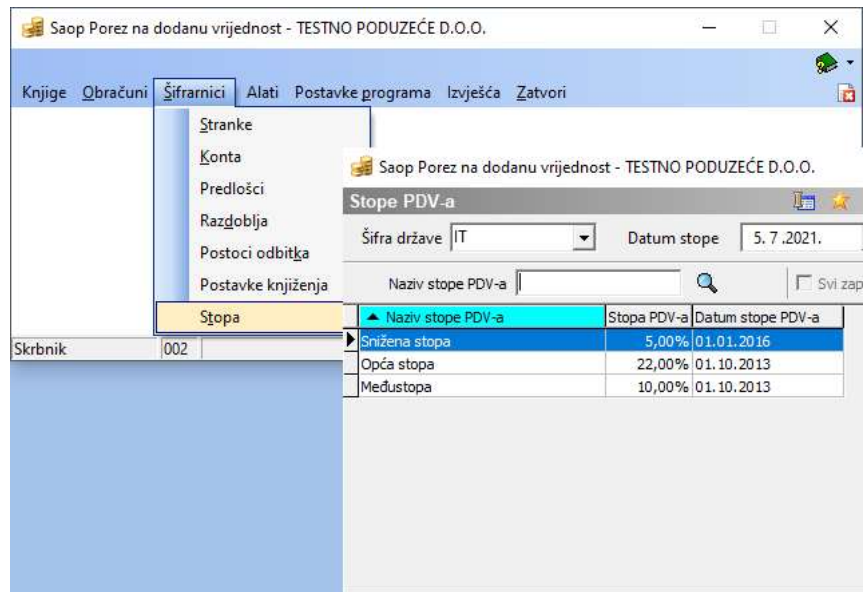 Saop Porez na dodanu vrijednost - TESTNO PODUZEĆE D.O.O.
Knjige Obračuni Šifrarnici Alati Postavke programa Izvješća Zatvori
Stranke
Konta
Predlošci
Razdoblja
Postoci odbitka
Postavke knjiženja
Stopa
Skrbnik 002
Saop Porez na dodanu vrijednost - TESTNO PODUZEĆE D.O.O.
Stope PDV-a
Šifra države IT Datum stope 5. 7 .2021.
Naziv stope PDV-a Svi zap
Naziv stope PDV-a Stopa PDV-a Datum stope PDV-a
Snižena stopa 5,00% 01.01.2016
Opća stopa 22,00% 01.10.2013
Međustopa 10,00% 01.10.2013